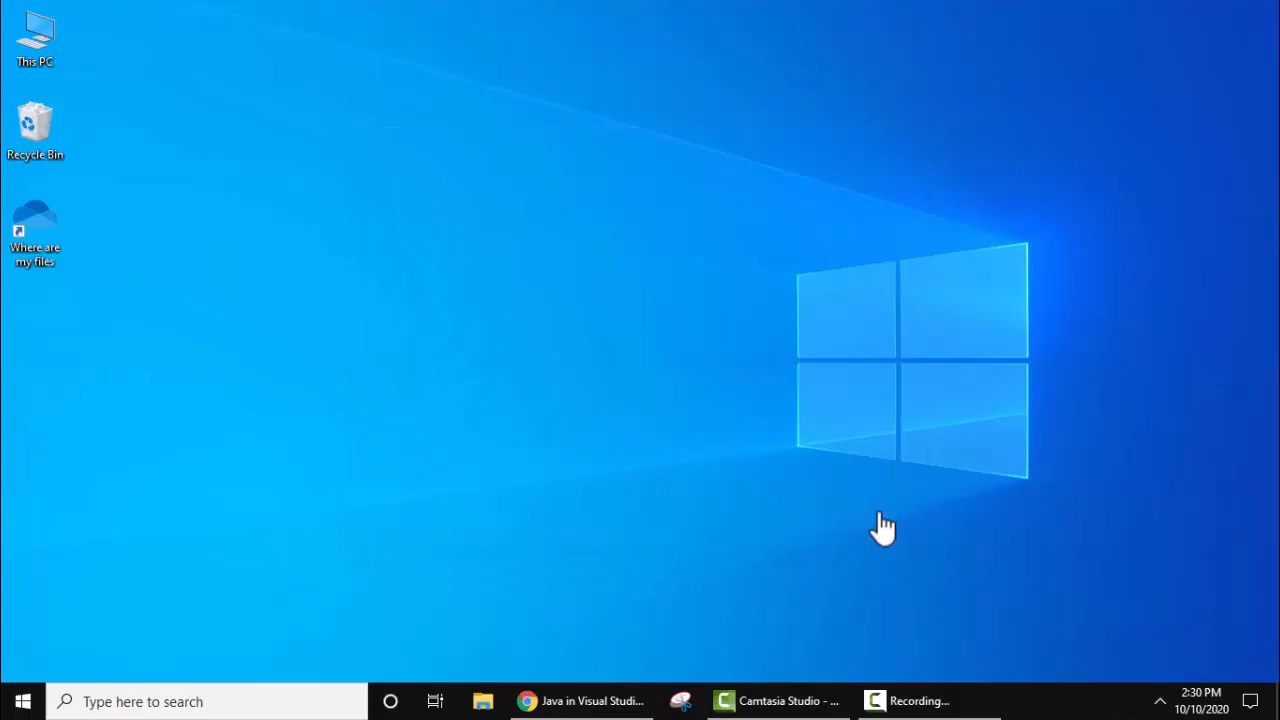 This PC
Recycle Bin
Where are
my files
Type here to search
Java in Visual Studi...
Camtasia Studio - ...
Recording...
2:30 PM
10/10/2020